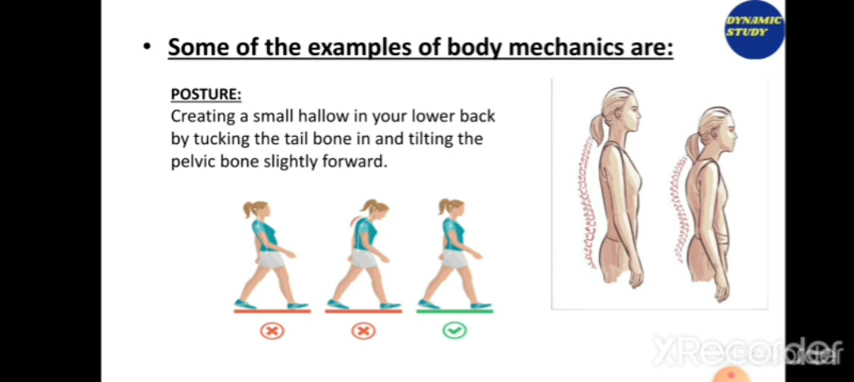 DYNAMIC
STUDY
• Some of the examples of body mechanics are:
POSTURE:
Creating a small hallow in your lower back
by tucking the tail bone in and tilting the
pelvic bone slightly forward.
XRecorder